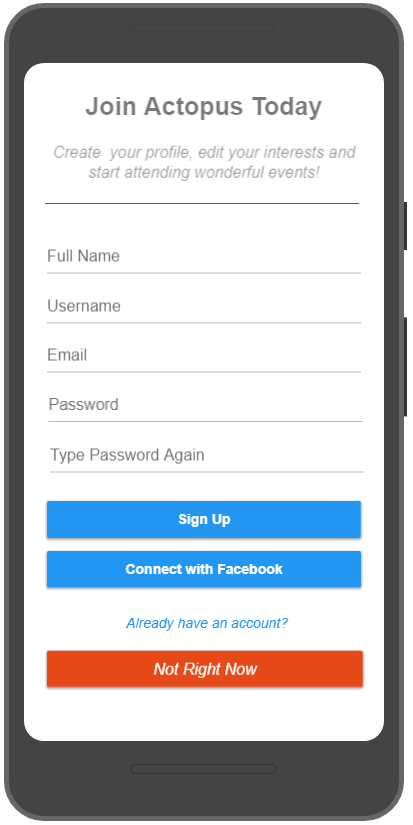 Join Actopus Today
Create  your profile, edit your interests and
start attending wonderful events!
Full Name
Username
Email
Password
Type Password Again
Sign Up
Connect with Facebook
Already have an account?
Not Right Now